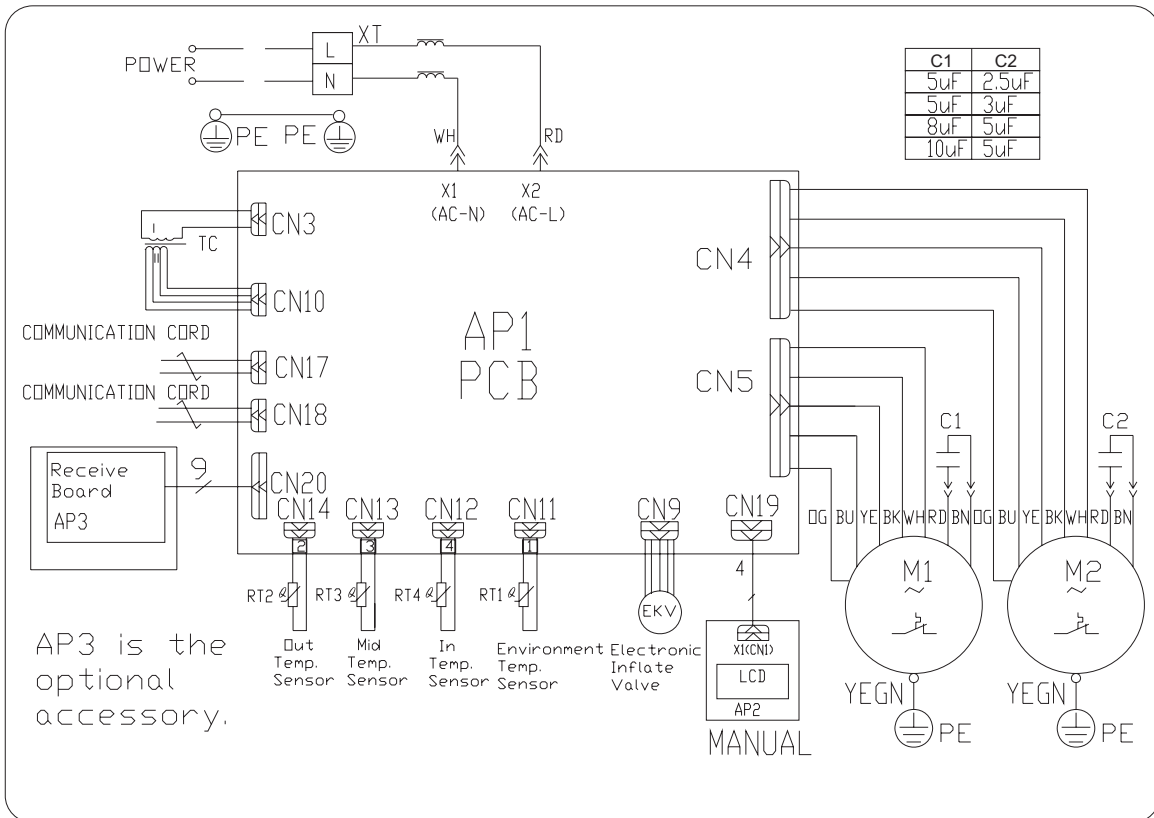 POWER
L
XT
N
PE PE
WH
RD
C1 C2
5uF 2.5uF
5uF 3uF
8uF 5uF
10uF 5uF
X1
(AC-N)
X2
(AC-L)
CN3
I
TC
II
CN10
COMMUNICATION CORD
CN17
COMMUNICATION CORD
CN18
AP1
PCB
CN4
CN5
Receive
Board
AP3
9
CN20
CN14
CN13
CN12
CN11
CN9
CN19
2
3
4
1
4
RT2
RT3
RT4
RT1
EKV
Out
Temp.
Sensor
Mid
Temp.
Sensor
In
Temp.
Sensor
Environment
Temp.
Sensor
Electronic
Inflate
Valve
X1(CN1)
LCD
AP2
MANUAL
C1
C2
OG BU YE BK WH RD BN
OG BU YE BK WH RD BN
M1
~
M2
~
YEGN
PE
YEGN
PE
AP3 is the
optional
accessory.